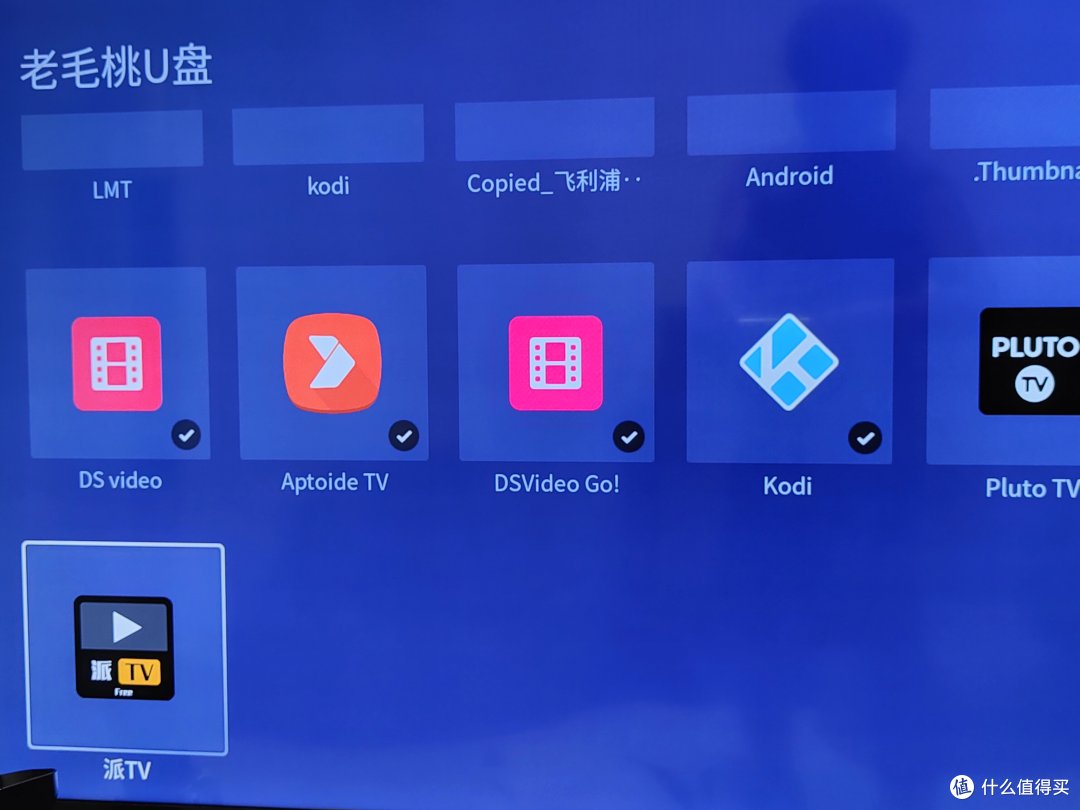 老毛桃U盘
LMT
kodi
Copied_飞利浦··
Android
.Thumbna
PLUTO
TV
DS video
Aptoide TV
DSVideo Go!
Kodi
Pluto TV
派 TV
Free
派TV
值 什么值得买